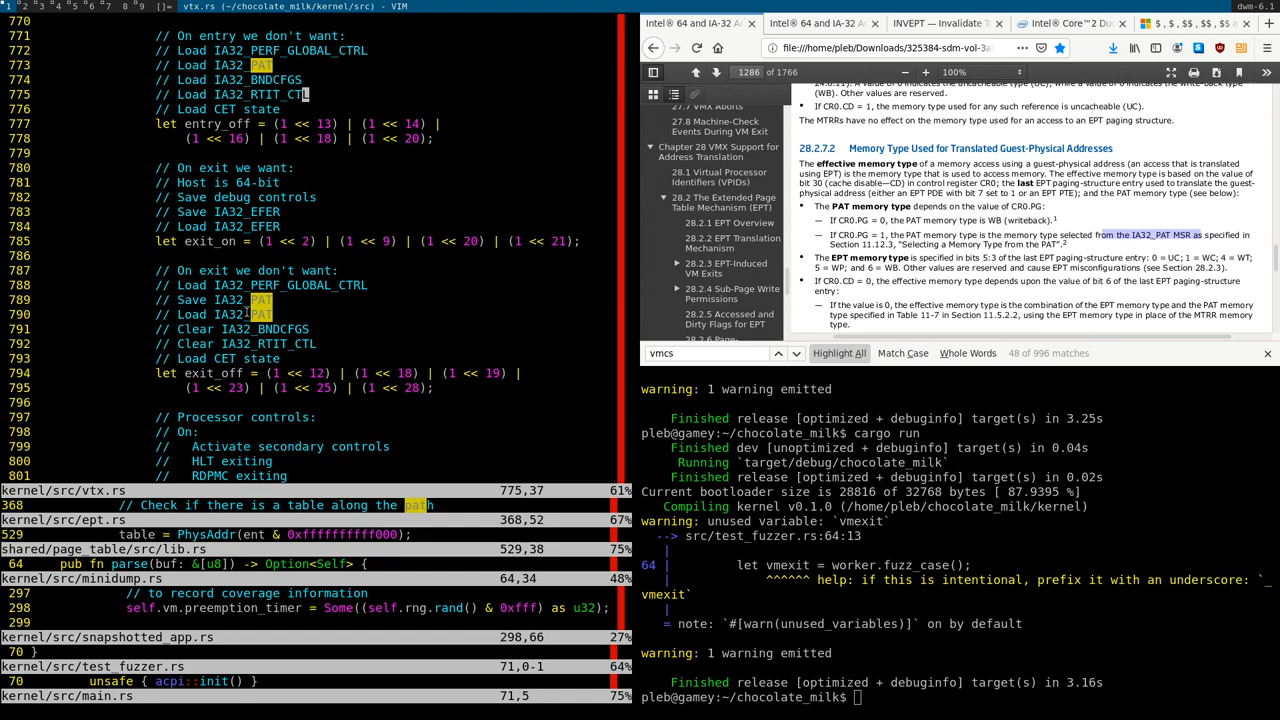 1 2 3 4 5 6 7 8 9 []= vtx.rs (~/chocolate_milk/kernel/src) - VIM
dwm-6.1
770
771 // On entry we don't want:
772 // Load IA32_PERF_GLOBAL_CTRL
773 // Load IA32_PAT
774 // Load IA32_BNDCFGS
775 // Load IA32_RTIT_CTL
776 // Load CET state
777 let entry_off = (1 << 13) | (1 << 14) |
778 (1 << 16) | (1 << 18) | (1 << 20);
779
780 // On exit we want:
781 // Host is 64-bit
782 // Save debug controls
783 // Save IA32_EFER
784 // Load IA32_EFER
785 let exit_on = (1 << 2) | (1 << 9) | (1 << 20) | (1 << 21);
786
787 // On exit we don't want:
788 // Load IA32_PERF_GLOBAL_CTRL
789 // Save IA32_PAT
790 // Load IA32_PAT
791 // Clear IA32_BNDCFGS
792 // Clear IA32_RTIT_CTL
793 // Load CET state
794 let exit_off = (1 << 12) | (1 << 18) | (1 << 19) |
795 (1 << 23) | (1 << 25) | (1 << 28);
796
797 // Processor controls:
798 // On:
799 // Activate secondary controls
800 // HLT exiting
801 // RDPMC exiting
kernel/src/vtx.rs 775,37 61%
368 // Check if there is a table along the path
kernel/src/ept.rs 368,52 67%
529 table = PhysAddr(ent & 0xffffffffff000);
shared/page_table/src/lib.rs 529,38 75%
64 pub fn parse(buf: &[u8]) -> Option<Self> {
kernel/src/minidump.rs 64,34 48%
297 // to record coverage information
298 self.vm.preemption_timer = Some((self.rng.rand() & 0xfff) as u32);
299
kernel/src/snapshotted_app.rs 298,66 27%
70 }
kernel/src/test_fuzzer.rs 71,0-1 64%
70 unsafe { acpi::init() }
kernel/src/main.rs 71,5 75%
Intel® 64 and IA-32 Ar
Intel® 64 and IA-32 Ar
INVEPT — Invalidate T
Intel® Core™2 Du
$ , $ , $$ , $$ , $$ a
file:///home/pleb/Downloads/325384-sdm-vol-3a
1286 of 1766
100%
27.7 VMX Aborts
27.8 Machine-Check
Events During VM Exit
Chapter 28 VMX Support for
Address Translation
28.1 Virtual Processor
Identifiers (VPIDs)
28.2 The Extended Page
Table Mechanism (EPT)
28.2.1 EPT Overview
28.2.2 EPT Translation
Mechanism
28.2.3 EPT-Induced
VM Exits
28.2.4 Sub-Page Write
Permissions
28.2.5 Accessed and
Dirty Flags for EPT
28.2.6 Page-
(WB). Other values are reserved.
• If CR0.CD = 1, the memory type used for any such reference is uncacheable (UC).
The MTRRs have no effect on the memory type used for an access to an EPT paging structure.
28.2.7.2 Memory Type Used for Translated Guest-Physical Addresses
The effective memory type of a memory access using a guest-physical address (an access that is translated
using EPT) is the memory type that is used to access memory. The effective memory type is based on the value of
bit 30 (cache disable—CD) in control register CR0; the last EPT paging-structure entry used to translate the guest-
physical address (either an EPT PDE with bit 7 set to 1 or an EPT PTE); and the PAT memory type (see below):
• The PAT memory type depends on the value of CR0.PG:
— If CR0.PG = 0, the PAT memory type is WB (writeback).1
— If CR0.PG = 1, the PAT memory type is the memory type selected from the IA32_PAT MSR as specified in
Section 11.12.3, "Selecting a Memory Type from the PAT".2
• The EPT memory type is specified in bits 5:3 of the last EPT paging-structure entry: 0 = UC; 1 = WC; 4 = WT;
5 = WP; and 6 = WB. Other values are reserved and cause EPT misconfigurations (see Section 28.2.3).
• If CR0.CD = 0, the effective memory type depends upon the value of bit 6 of the last EPT paging-structure
entry:
— If the value is 0, the effective memory type is the combination of the EPT memory type and the PAT memory
type specified in Table 11-7 in Section 11.5.2.2, using the EPT memory type in place of the MTRR memory
type.
vmcs
Highlight All Match Case Whole Words 48 of 996 matches
warning: 1 warning emitted
Finished release [optimized + debuginfo] target(s) in 3.25s
pleb@gamey:~/chocolate_milk$ cargo run
Finished dev [unoptimized + debuginfo] target(s) in 0.04s
Running `target/debug/chocolate_milk`
Finished release [optimized + debuginfo] target(s) in 0.02s
Current bootloader size is 28816 of 32768 bytes [ 87.9395 %]
Compiling kernel v0.1.0 (/home/pleb/chocolate_milk/kernel)
warning: unused variable: `vmexit`
--> src/test_fuzzer.rs:64:13
|
64 | let vmexit = worker.fuzz_case();
| ^^^^^^ help: if this is intentional, prefix it with an underscore: `_
vmexit`
|
= note: `#[warn(unused_variables)]` on by default
warning: 1 warning emitted
Finished release [optimized + debuginfo] target(s) in 3.16s
pleb@gamey:~/chocolate_milk$